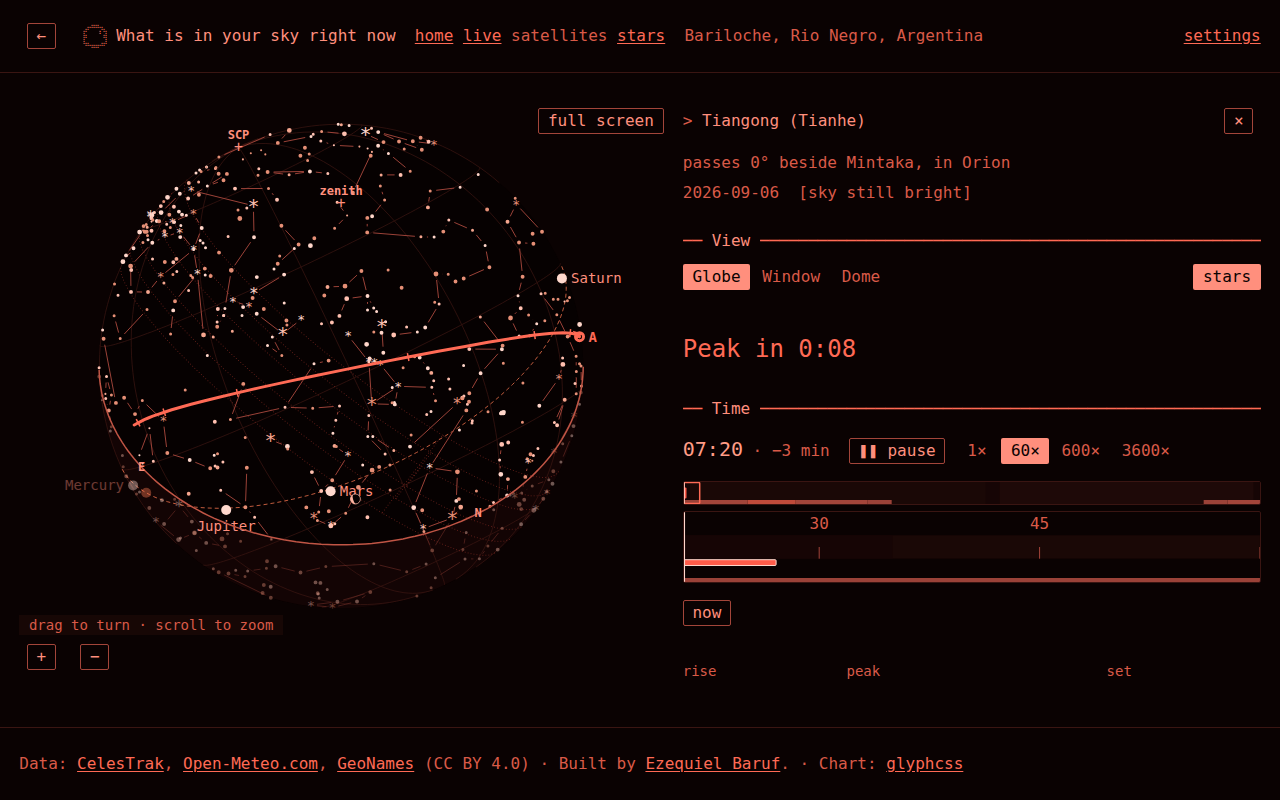 ←
What is in your sky right now home live satellites stars Bariloche, Rio Negro, Argentina settings
full screen
> Tiangong (Tianhe) ×
passes 0° beside Mintaka, in Orion
2026-09-06 [sky still bright]
View
Globe Window Dome stars
Peak in 0:08
Time
07:20 · −3 min ❚❚ pause 1× 60× 600× 3600×
30 45
now
rise peak set
SCP
zenith
Saturn
A
E
Mercury
Mars
Jupiter
N
drag to turn · scroll to zoom
+ −
Data: CelesTrak, Open-Meteo.com, GeoNames (CC BY 4.0) · Built by Ezequiel Baruf. · Chart: glyphcss